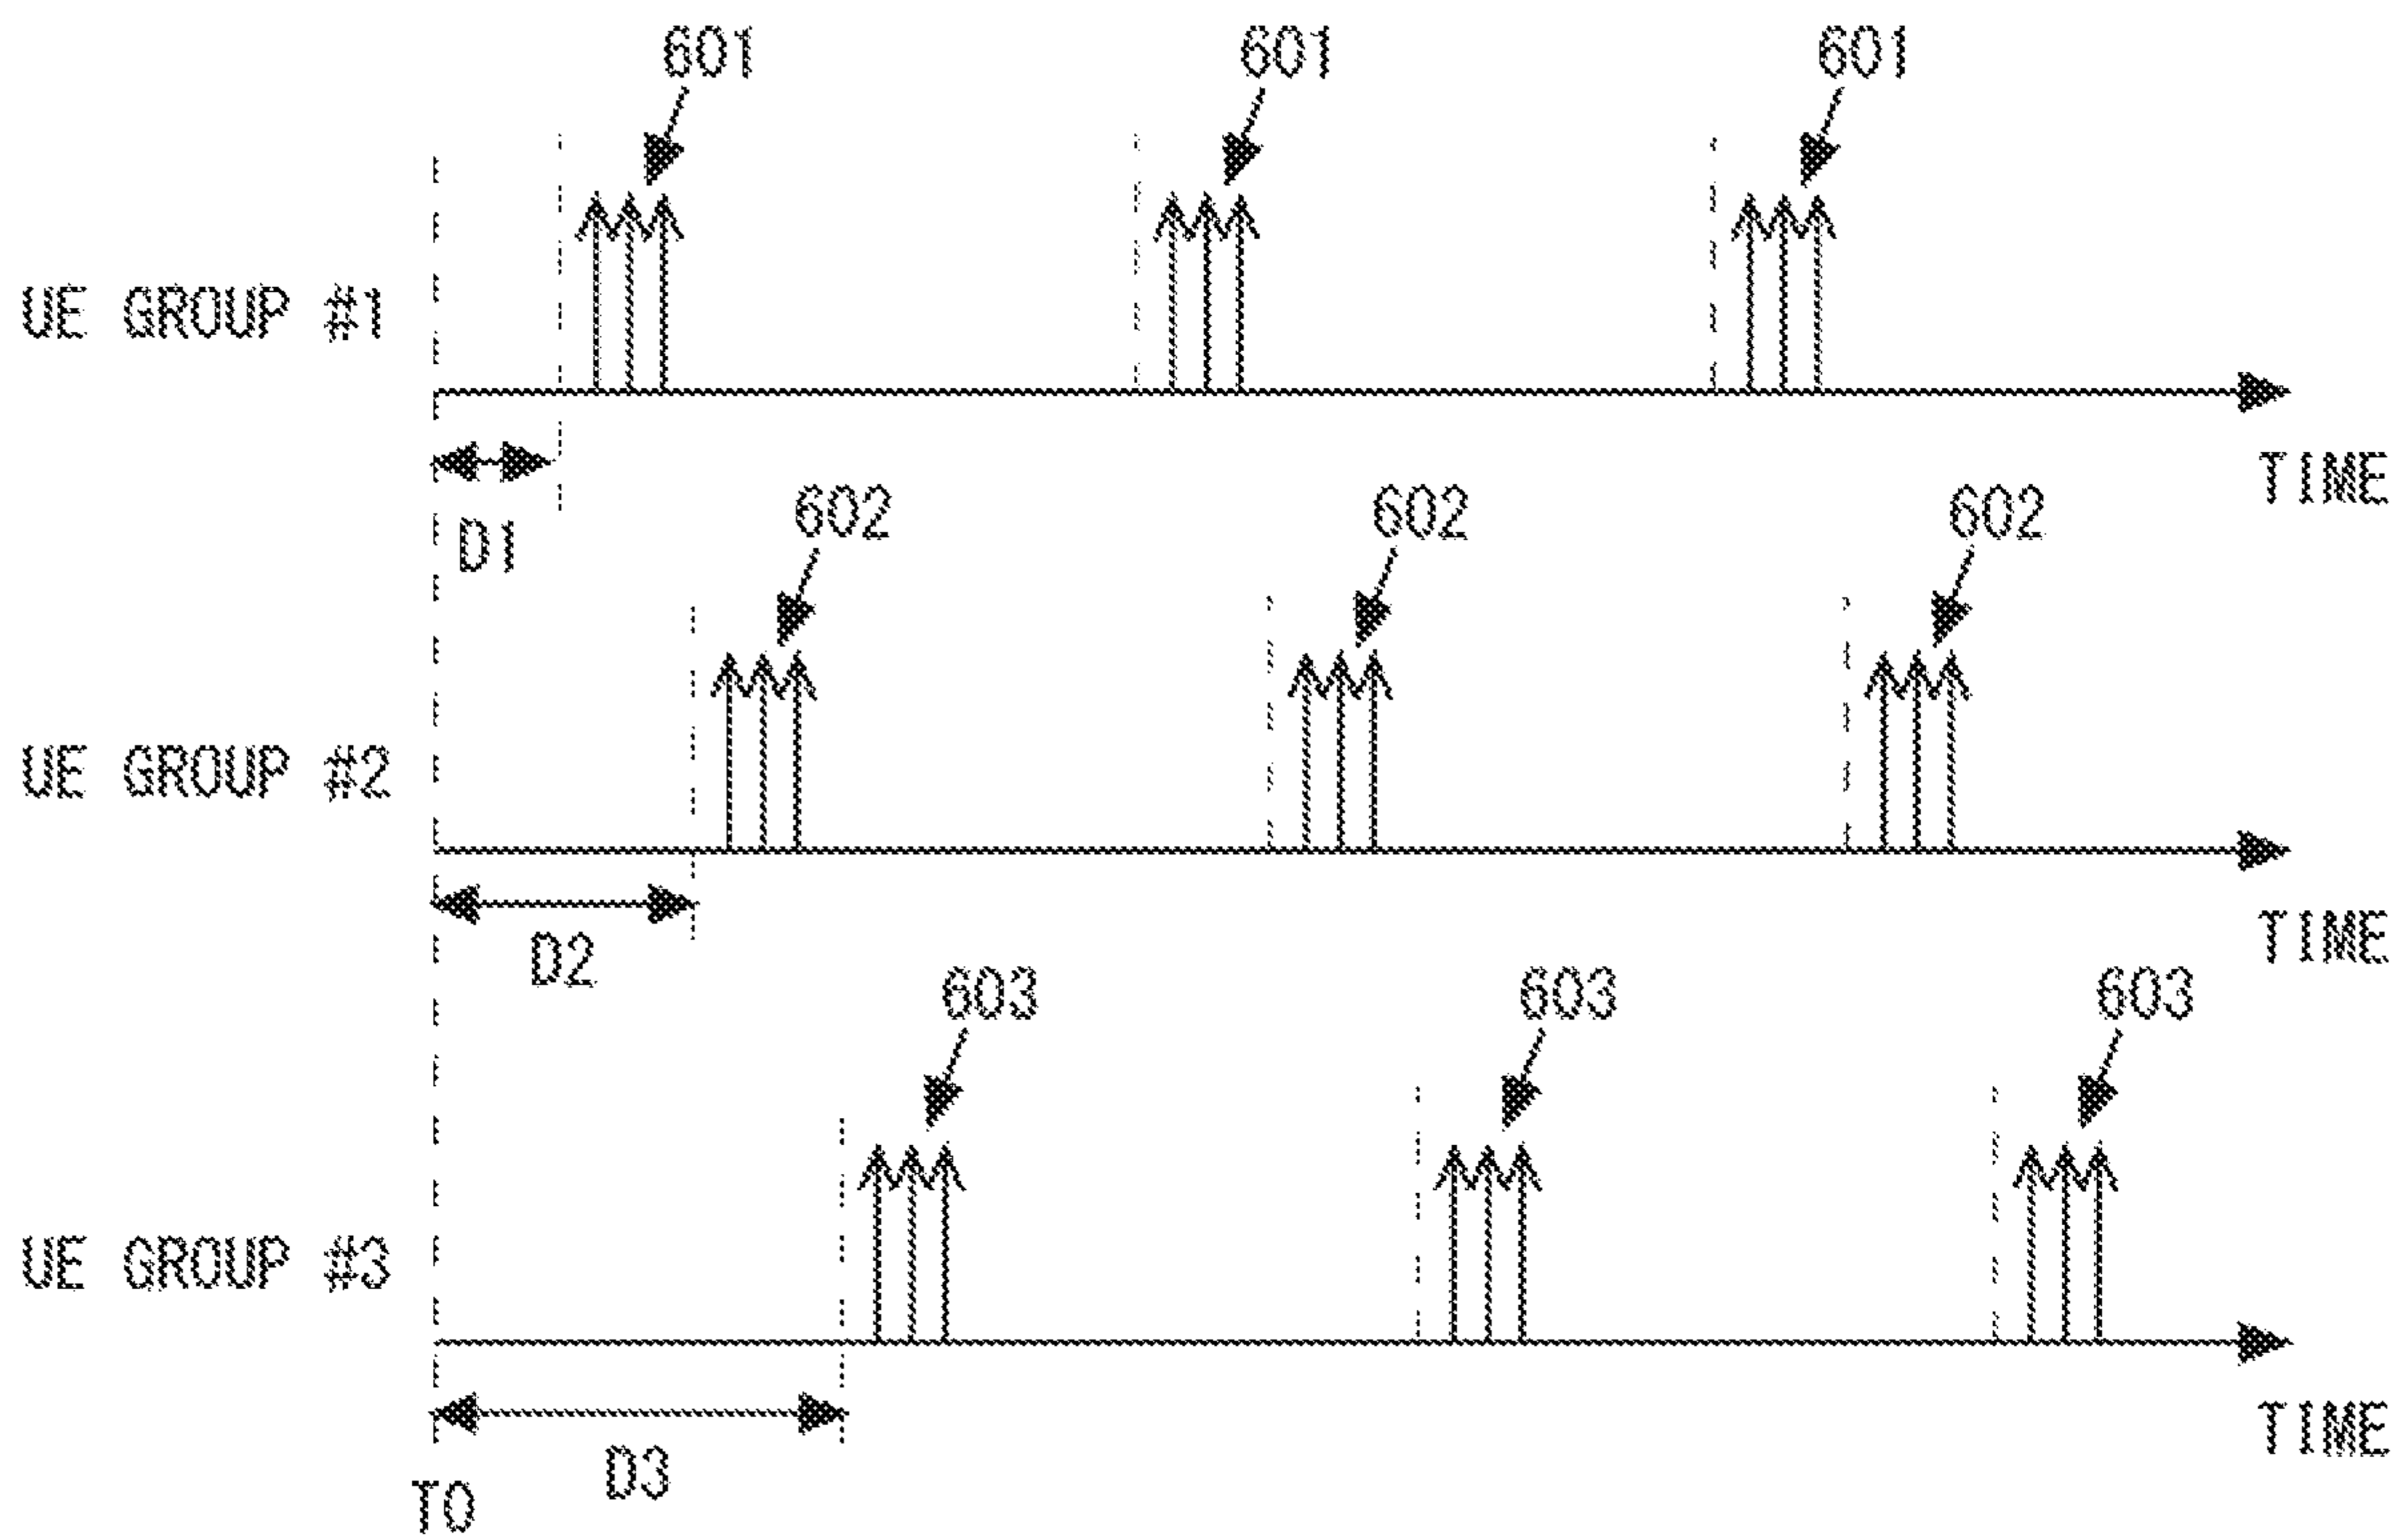 601 601 601
UE GROUP #1
TIME
D1
602 602 602
UE GROUP #2
TIME
D2
603 603 603
UE GROUP #3
TIME
D3
T0